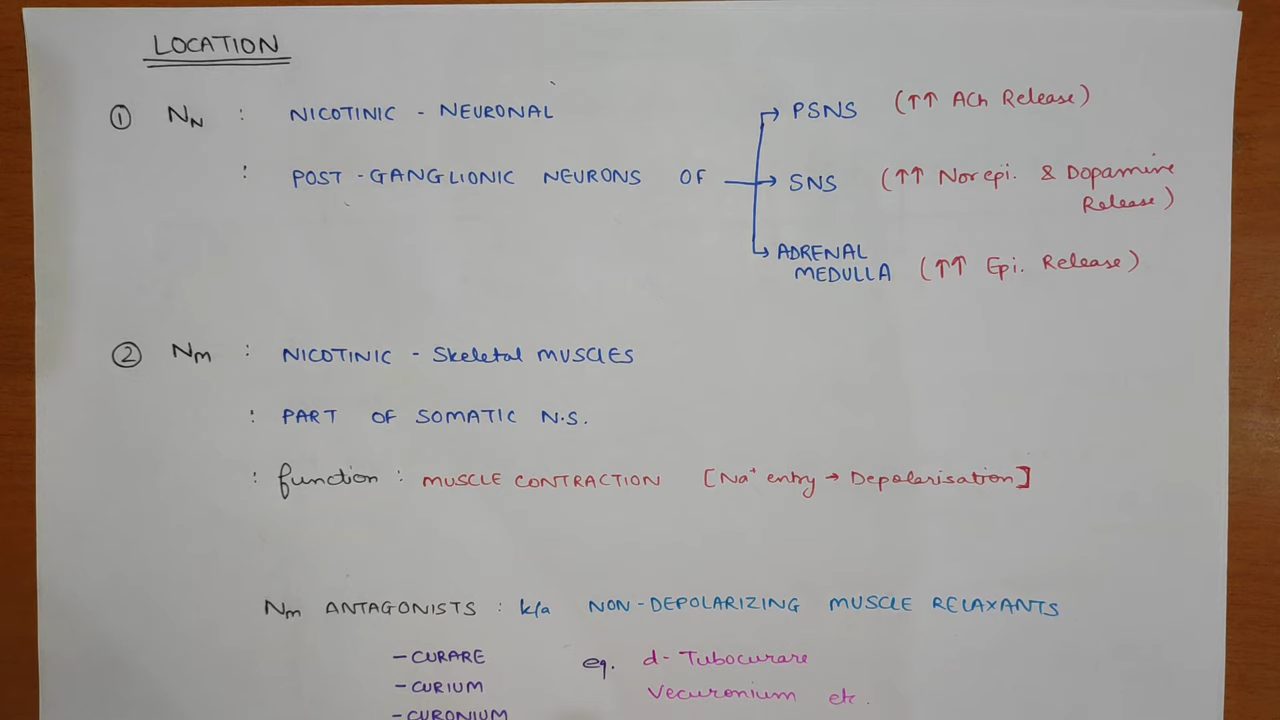 LOCATION
① NN : NICOTINIC - NEURONAL
: POST - GANGLIONIC NEURONS OF
PSNS (↑↑ ACh Release)
SNS (↑↑ Norepi. & Dopamine
Release)
ADRENAL
MEDULLA (↑↑ Epi. Release)
② Nm : NICOTINIC - Skeletal MUSCLES
: PART OF SOMATIC N.S.
: function : MUSCLE CONTRACTION [Na+ entry → Depolarisation]
Nm ANTAGONISTS : k/a NON-DEPOLARIZING MUSCLE RELAXANTS
- CURARE eg. d- Tubocurare
- CURIUM Vecuronium etc.
- CURONIUM